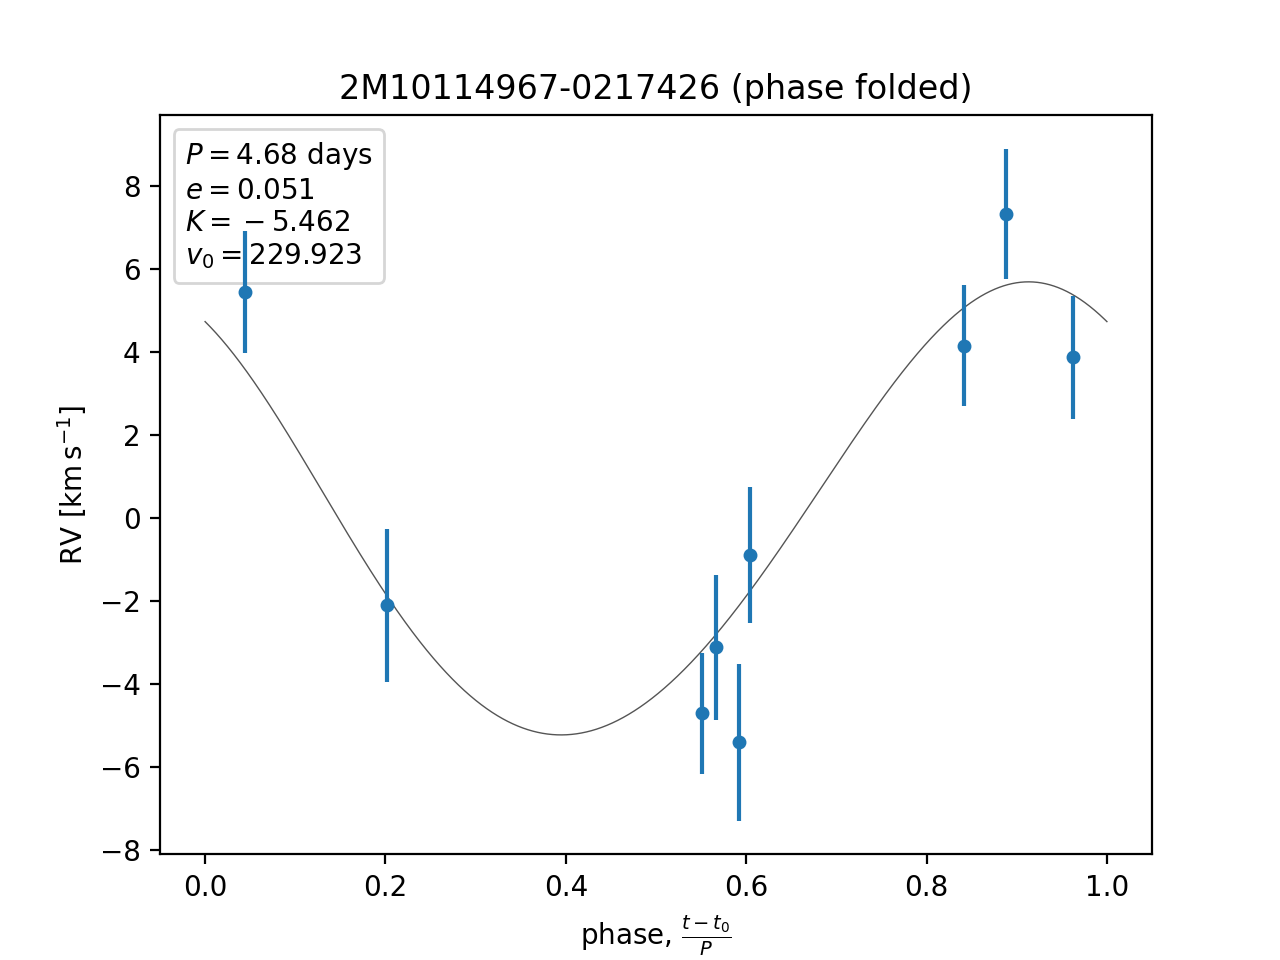 2M10114967-0217426 (phase folded)
P = 4.68 days
e = 0.051
K = −5.462
v₀ = 229.923
RV [km s⁻¹]
8
6
4
2
0
−2
−4
−6
−8
0.0 0.2 0.4 0.6 0.8 1.0
phase, (t − t₀)/P